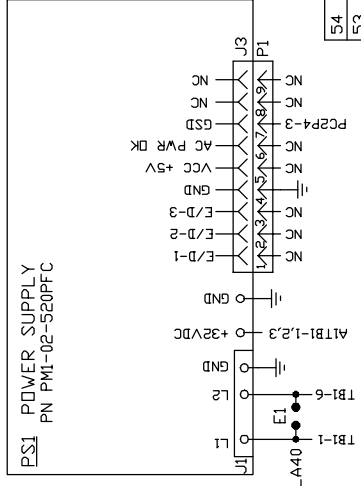 PS1 POWER SUPPLY
PN PM1-02-520PFC
J3
P1
NC
9
NC
NC
8
NC
GSD
7
PC2P4-3
AC PWR OK
6
NC
VCC +5V
5
NC
GND
4
E/D-3
3
NC
E/D-2
2
NC
E/D-1
1
NC
GND
+32VDC
A1TB1-1,2,3
GND
L2
TB1-6
E1
L1
TB1-1
J1
A40
54
53